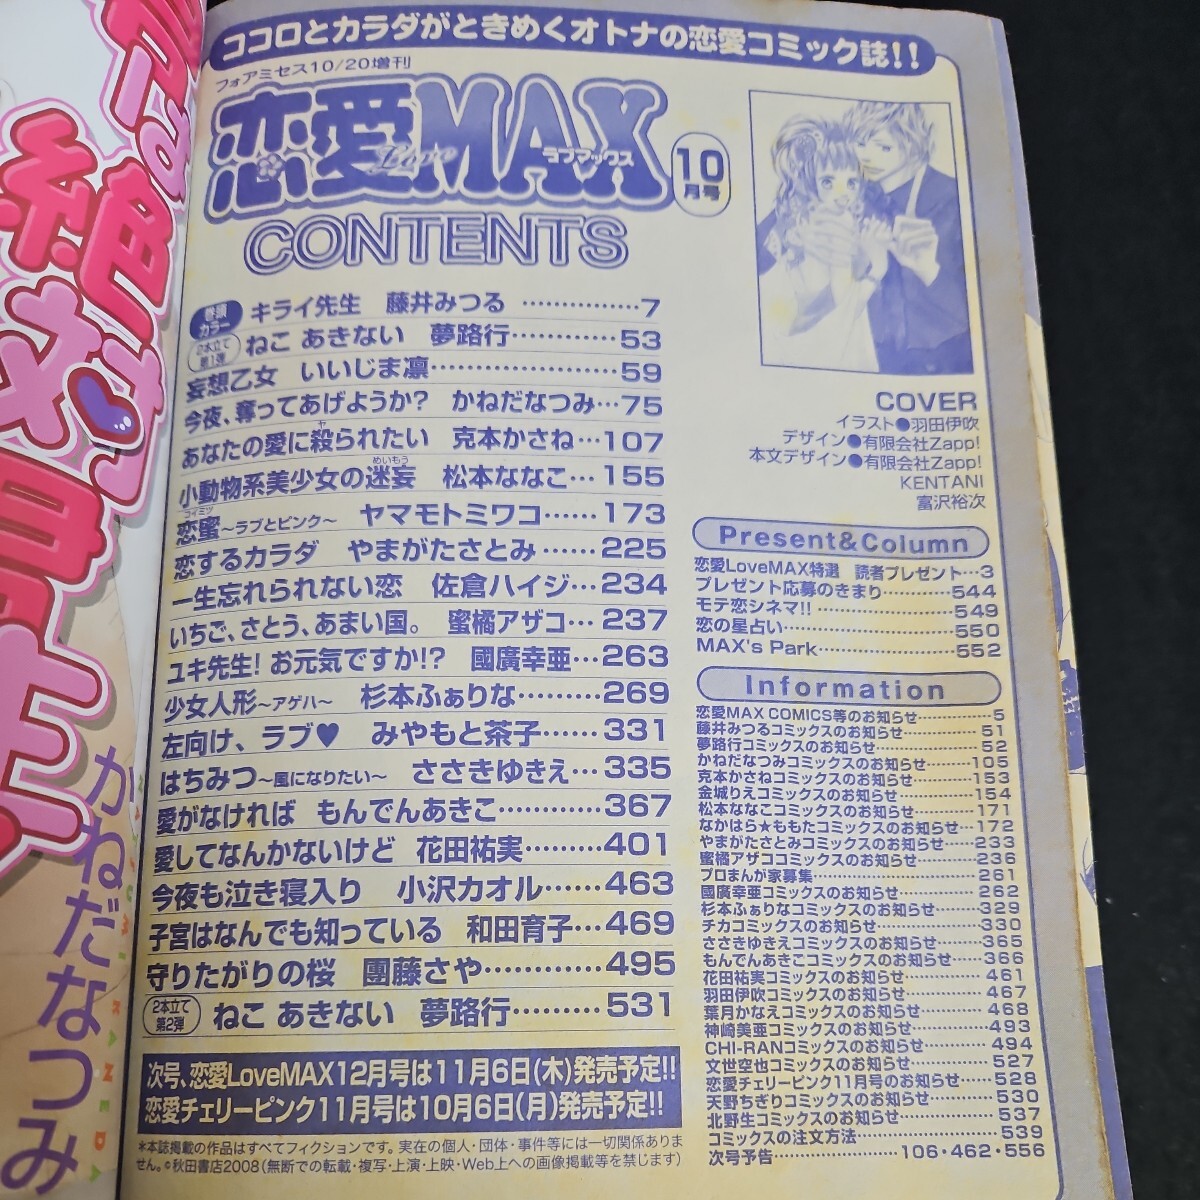 ココロとカラダがときめくオトナの恋愛コミック誌!!
フォアミセス10/20増刊
恋愛MAX
Love
ラブマックス
10月号
CONTENTS
巻頭カラー キライ先生 藤井みつる …………7
2本立て第1弾 ねこ あきない 夢路行…………53
妄想乙女 いいじま凛…………………59
今夜、奪ってあげようか? かねだなつみ…75
あなたの愛に殺られたい 克本かさね…107
ヤ
小動物系美少女の迷妄 松本ななこ…155
めいもう
恋蜜〜ラブとピンク〜 ヤマモトミワコ……173
コイミツ
恋するカラダ やまがたさとみ……225
一生忘れられない恋 佐倉ハイジ…234
いちご、さとう、あまい国。 蜜橘アザコ…237
ユキ先生! お元気ですか!? 國廣幸亜…263
少女人形〜アゲハ〜 杉本ふぁりな………269
左向け、ラブ♥ みやもと茶子……331
はちみつ〜風になりたい〜 ささきゆきえ…335
愛がなければ もんでんあきこ…………367
愛してなんかないけど 花田祐実………401
今夜も泣き寝入り 小沢カオル……463
子宮はなんでも知っている 和田育子…469
守りたがりの桜 團藤さや…………495
2本立て第2弾 ねこ あきない 夢路行………531
次号、恋愛LoveMAX12月号は11月6日(木)発売予定!!
恋愛チェリーピンク11月号は10月6日(月)発売予定!!
*本誌掲載の作品はすべてフィクションです。実在の個人・団体・事件等には一切関係ありま
せん。©秋田書店2008(無断での転載・複写・上演・上映・Web上への画像掲載等を禁じます)
COVER
イラスト●羽田伊吹
デザイン●有限会社Zapp!
本文デザイン●有限会社Zapp!
KENTANI
富沢裕次
Present&Column
恋愛LoveMAX特選 読者プレゼント…3
プレゼント応募のきまり…………544
モテ恋シネマ!! ……………………549
恋の星占い…………………………550
MAX's Park…………………………552
Information
恋愛MAX COMICS等のお知らせ…………5
藤井みつるコミックスのお知らせ…………51
夢路行コミックスのお知らせ………………52
かねだなつみコミックスのお知らせ………105
克本かさねコミックスのお知らせ…………153
金城りえコミックスのお知らせ……………154
松本ななこコミックスのお知らせ…………171
なかはら★ももたコミックスのお知らせ…172
やまがたさとみコミックスのお知らせ……233
蜜橘アザココミックスのお知らせ…………236
プロまんが家募集……………………………261
國廣幸亜コミックスのお知らせ……………262
杉本ふぁりなコミックスのお知らせ………329
チカコミックスのお知らせ…………………330
ささきゆきえコミックスのお知らせ………365
もんでんあきこコミックスのお知らせ……366
花田祐実コミックスのお知らせ……………461
羽田伊吹コミックスのお知らせ……………467
葉月かなえコミックスのお知らせ…………468
神崎美亜コミックスのお知らせ……………493
CHI-RANコミックスのお知らせ……………494
文世空也コミックスのお知らせ……………527
恋愛チェリーピンク11月号のお知らせ……528
天野ちぎりコミックスのお知らせ…………530
北野生コミックスのお知らせ………………537
コミックスの注文方法………………………539
次号予告……………………106・462・556
かねだなつみ